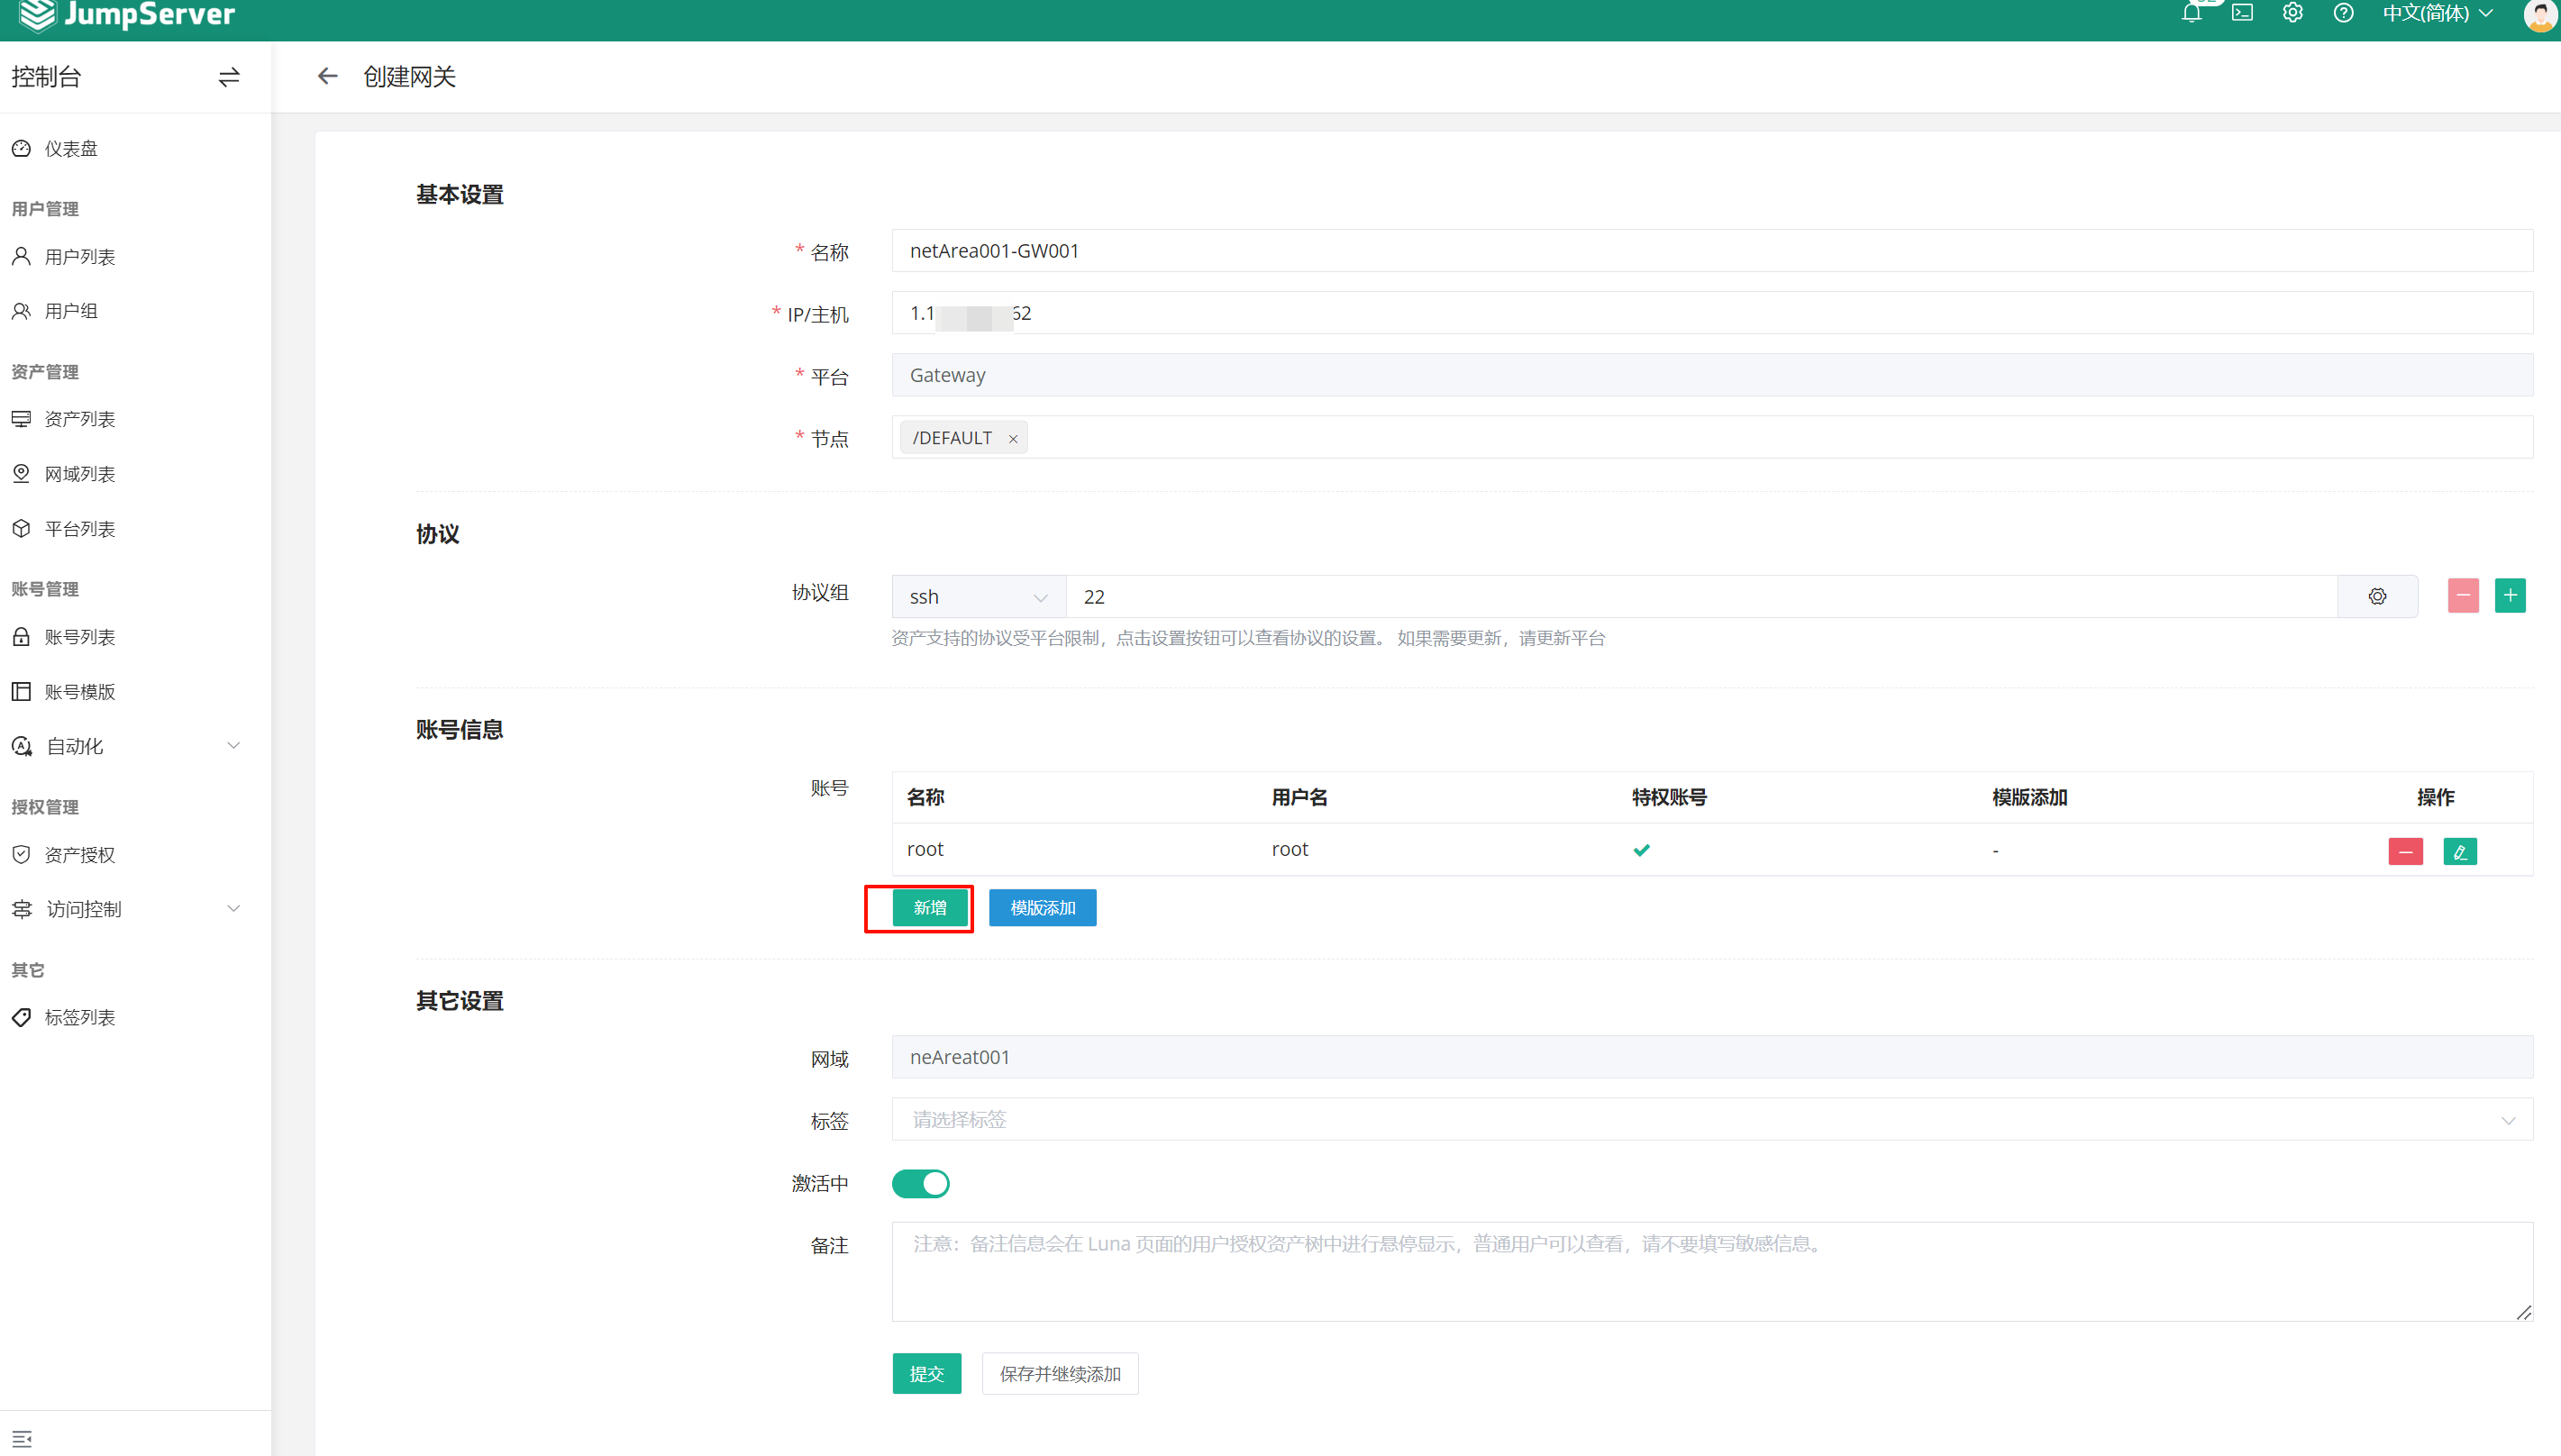 JumpServer
中文(简体)
控制台
创建网关
仪表盘
用户管理
用户列表
用户组
资产管理
资产列表
网域列表
平台列表
账号管理
账号列表
账号模版
自动化
授权管理
资产授权
访问控制
其它
标签列表
基本设置
* 名称
netArea001-GW001
* IP/主机
1.1 62
* 平台
Gateway
* 节点
/DEFAULT ×
协议
协议组
ssh
22
资产支持的协议受平台限制，点击设置按钮可以查看协议的设置。 如果需要更新，请更新平台
账号信息
账号
名称 用户名 特权账号 模版添加 操作
root root -
新增 模版添加
其它设置
网域
neAreat001
标签
请选择标签
激活中
备注
注意：备注信息会在 Luna 页面的用户授权资产树中进行悬停显示，普通用户可以查看，请不要填写敏感信息。
提交 保存并继续添加